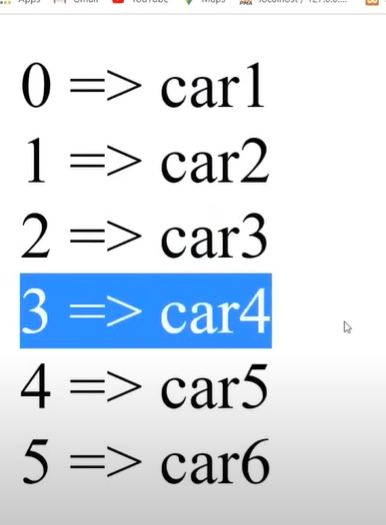 0 => car1
1 => car2
2 => car3
3 => car4
4 => car5
5 => car6